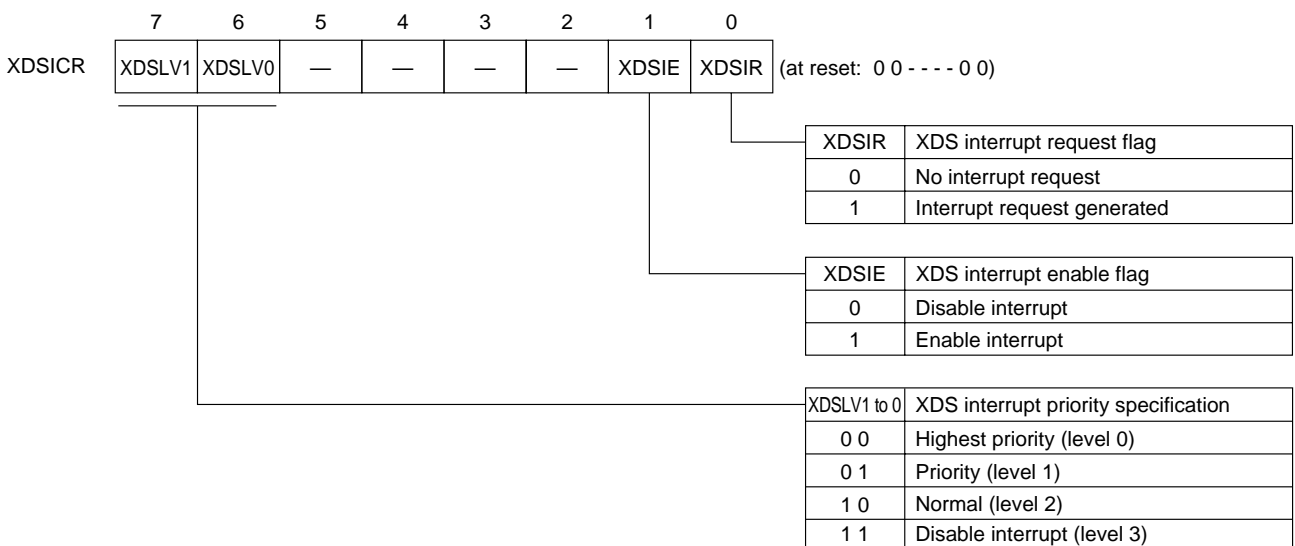 7 6 5 4 3 2 1 0
XDSICR XDSLV1 XDSLV0 — — — — XDSIE XDSIR (at reset: 0 0 - - - - 0 0)
XDSIR XDS interrupt request flag
0 No interrupt request
1 Interrupt request generated
XDSIE XDS interrupt enable flag
0 Disable interrupt
1 Enable interrupt
XDSLV1 to 0 XDS interrupt priority specification
0 0 Highest priority (level 0)
0 1 Priority (level 1)
1 0 Normal (level 2)
1 1 Disable interrupt (level 3)